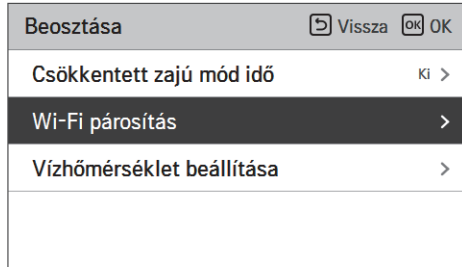 Beosztása Vissza OK OK
Csökkentett zajú mód idő Ki >
Wi-Fi párosítás >
Vízhőmérséklet beállítása >